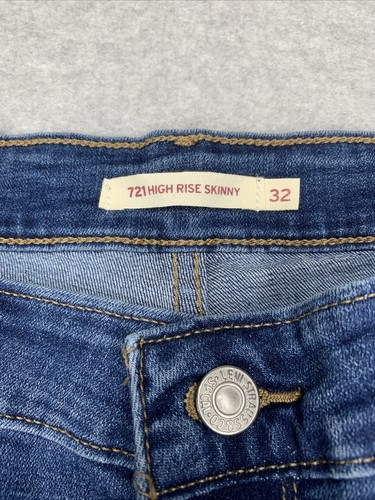 721 HIGH RISE SKINNY 32
LEVI STRAUSS & CO